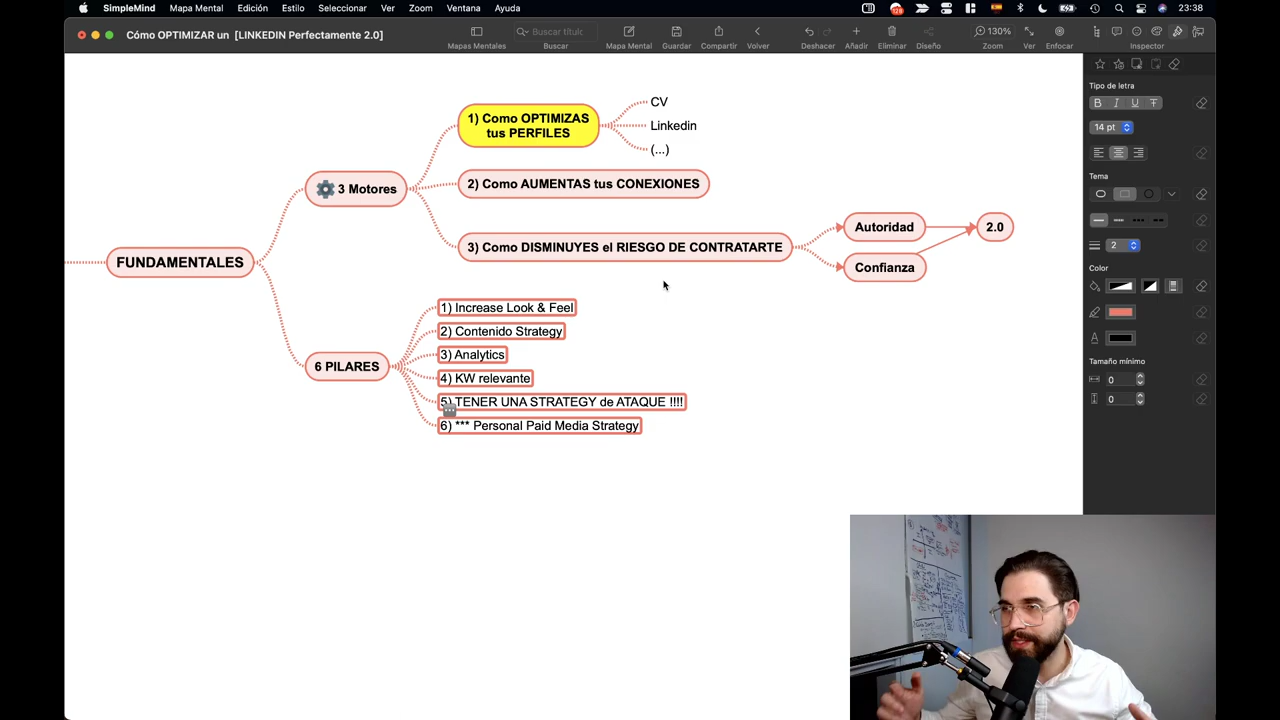 SimpleMind Mapa Mental Edición Estilo Seleccionar Ver Zoom Ventana Ayuda 23:38
Cómo OPTIMIZAR un [LINKEDIN Perfectamente 2.0]
Buscar título 130%
Mapas Mentales Buscar Mapa Mental Guardar Compartir Volver Deshacer Añadir Eliminar Diseño Zoom Ver Enfocar Inspector
Tipo de letra
B I U T
14 pt
Tema
2
Color
A
Tamaño mínimo
0
0
1) Como OPTIMIZAS
tus PERFILES
CV
Linkedin
(...)
3 Motores
2) Como AUMENTAS tus CONEXIONES
3) Como DISMINUYES el RIESGO DE CONTRATARTE
Autoridad
2.0
Confianza
FUNDAMENTALES
6 PILARES
1) Increase Look & Feel
2) Contenido Strategy
3) Analytics
4) KW relevante
5) TENER UNA STRATEGY de ATAQUE !!!!
6) *** Personal Paid Media Strategy